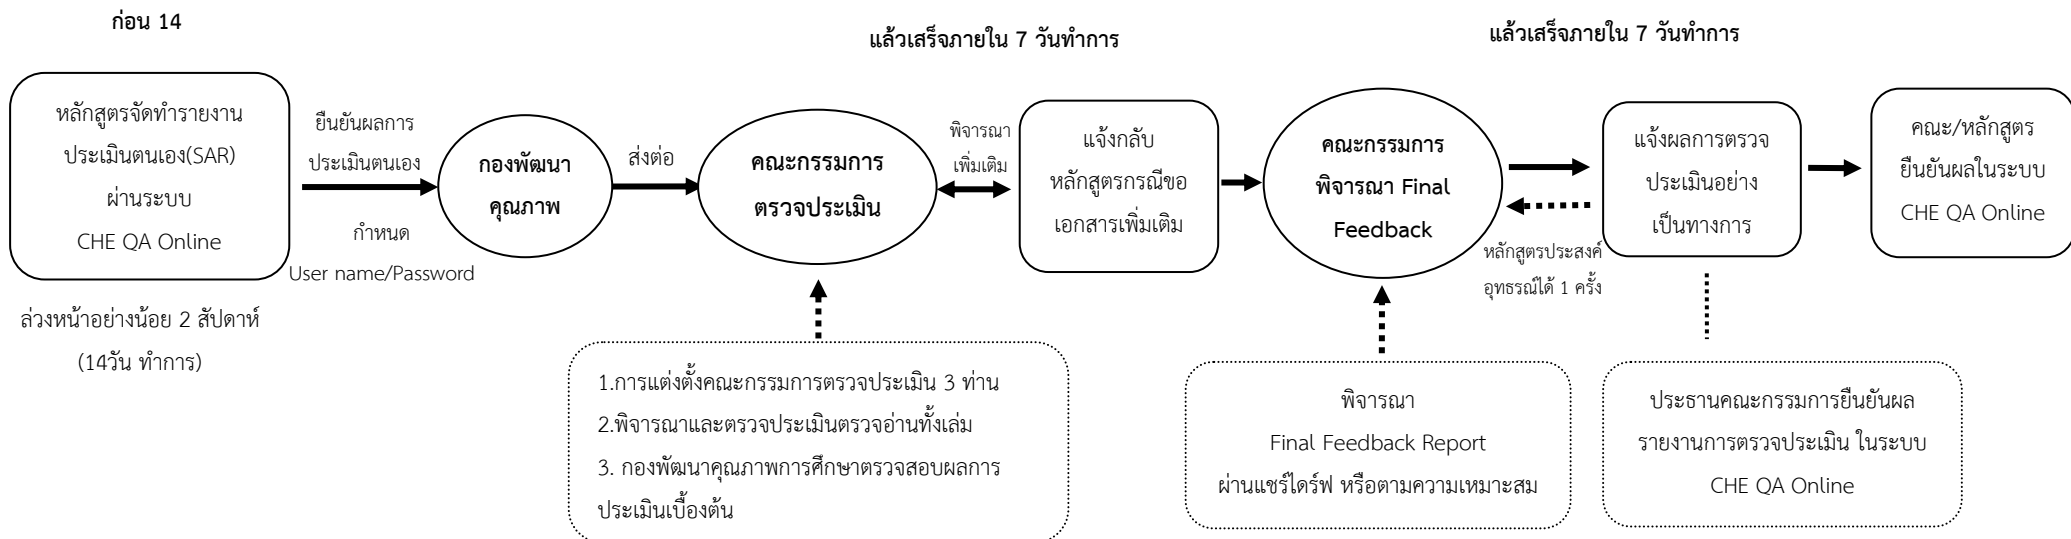 ก่อน 14
แล้วเสร็จภายใน 7 วันทำการ
แล้วเสร็จภายใน 7 วันทำการ
หลักสูตรจัดทำรายงาน
ประเมินตนเอง(SAR)
ผ่านระบบ
CHE QA Online
ยืนยันผลการ
ประเมินตนเอง
กำหนด
User name/Password
กองพัฒนา
คุณภาพ
ส่งต่อ
คณะกรรมการ
ตรวจประเมิน
พิจารณา
เพิ่มเติม
แจ้งกลับ
หลักสูตรกรณีขอ
เอกสารเพิ่มเติม
คณะกรรมการ
พิจารณา Final
Feedback
หลักสูตรประสงค์
อุทธรณ์ได้ 1 ครั้ง
แจ้งผลการตรวจ
ประเมินอย่าง
เป็นทางการ
คณะ/หลักสูตร
ยืนยันผลในระบบ
CHE QA Online
ล่วงหน้าอย่างน้อย 2 สัปดาห์
(14วัน ทำการ)
1.การแต่งตั้งคณะกรรมการตรวจประเมิน 3 ท่าน
2.พิจารณาและตรวจประเมินตรวจอ่านทั้งเล่ม
3. กองพัฒนาคุณภาพการศึกษาตรวจสอบผลการ
ประเมินเบื้องต้น
พิจารณา
Final Feedback Report
ผ่านแชร์ไดร์ฟ หรือตามความเหมาะสม
ประธานคณะกรรมการยืนยันผล
รายงานการตรวจประเมิน ในระบบ
CHE QA Online